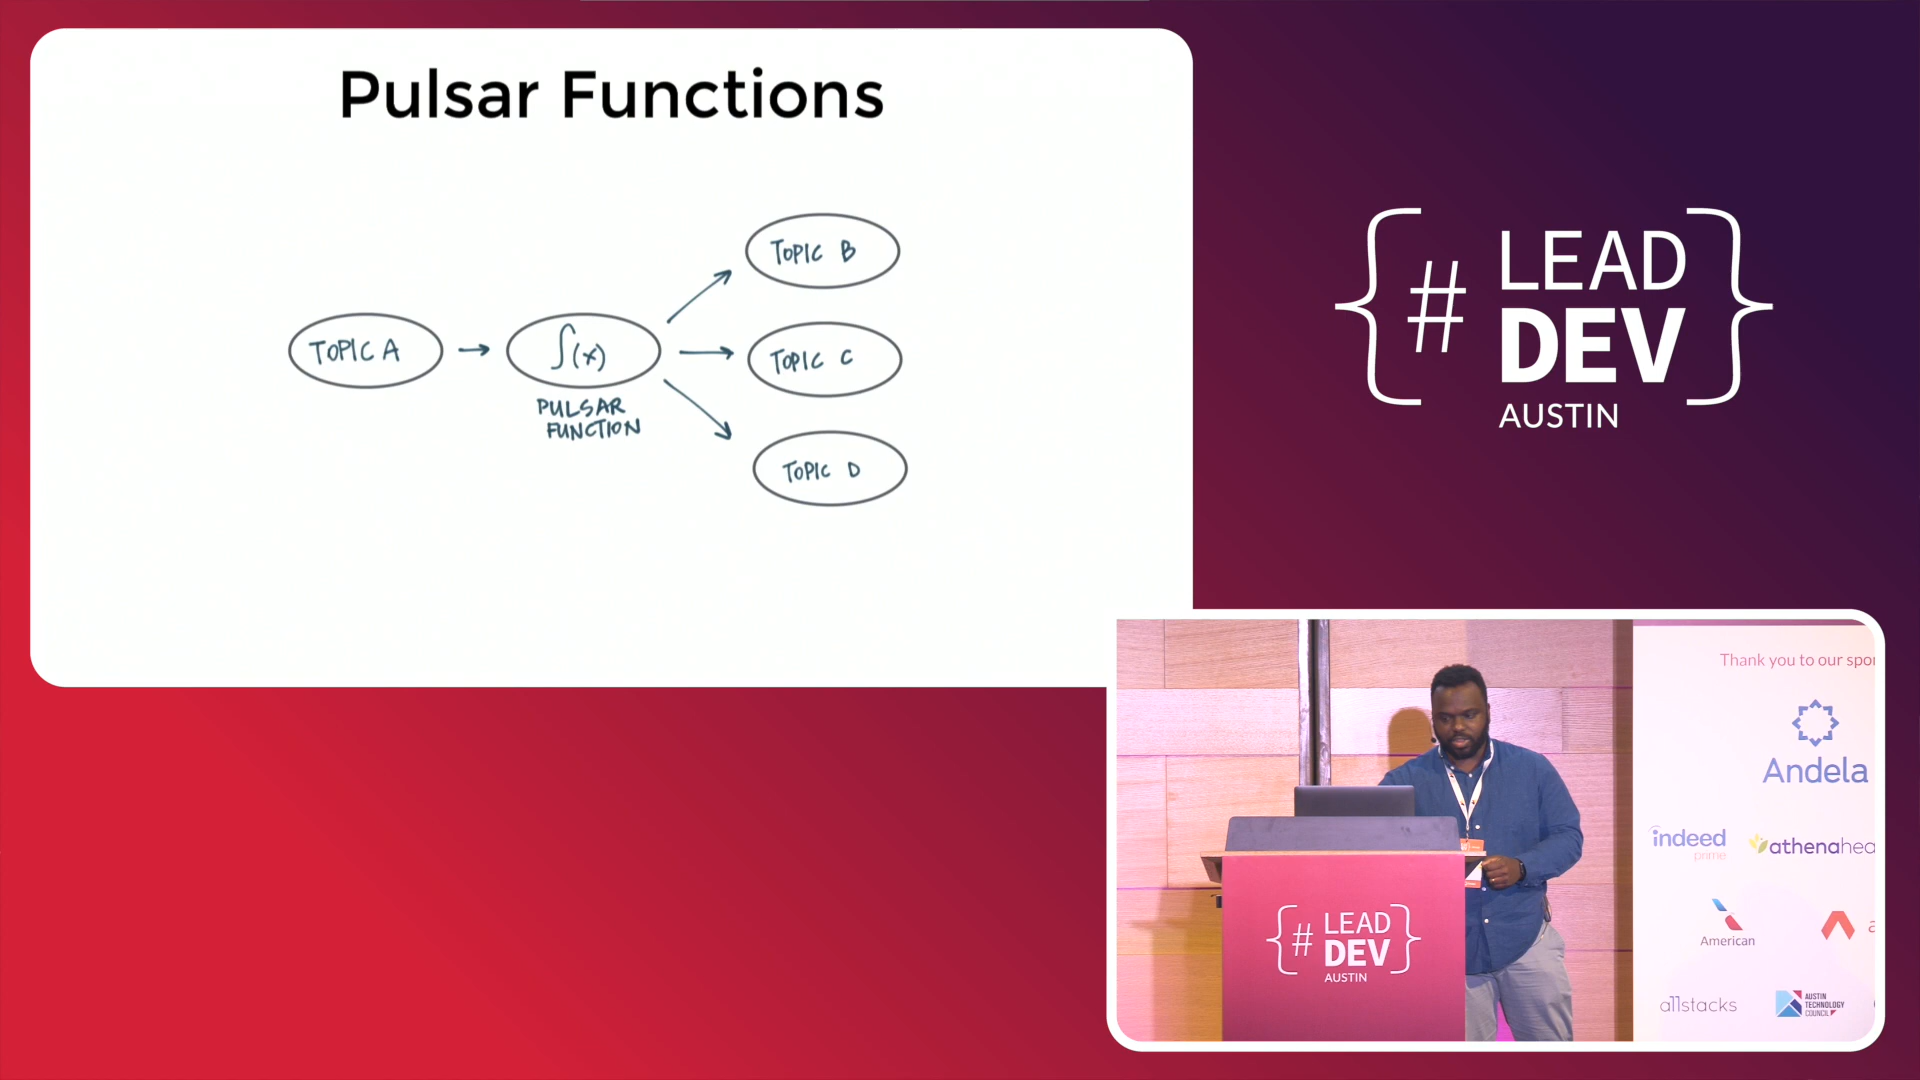 Pulsar Functions
TOPIC A
∫(x)
PULSAR
FUNCTION
TOPIC B
TOPIC C
TOPIC D
{# LEAD
DEV}
AUSTIN
Thank you to our spo
Andela
indeed
prime
athenahea
American
a
allstacks
AUSTIN
TECHNOLOGY
COUNCIL
{# LEAD
DEV}
AUSTIN